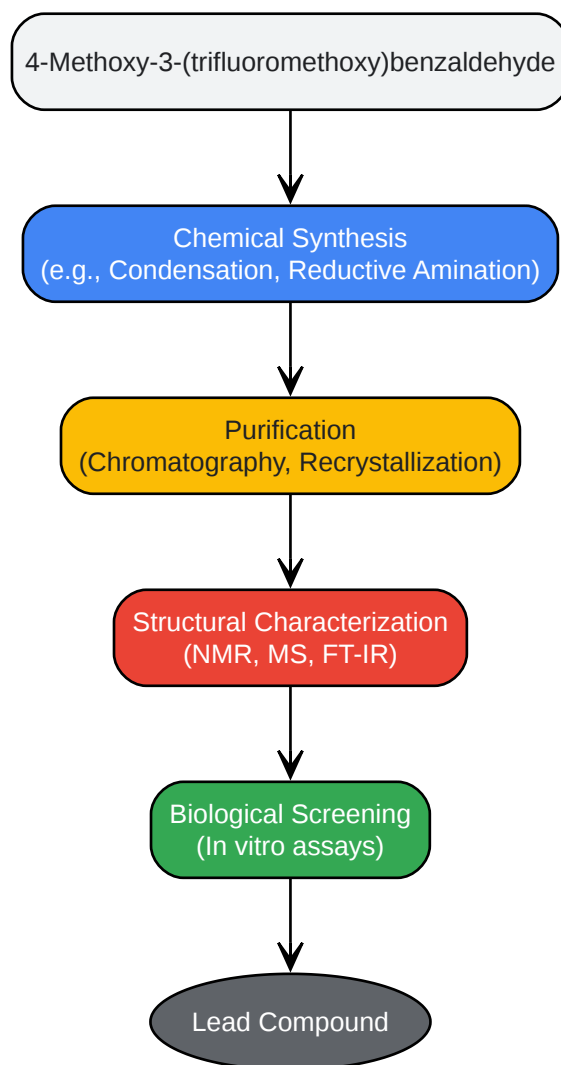 4-Methoxy-3-(trifluoromethoxy)benzaldehyde
Chemical Synthesis
(e.g., Condensation, Reductive Amination)
Purification
(Chromatography, Recrystallization)
Structural Characterization
(NMR, MS, FT-IR)
Biological Screening
(In vitro assays)
Lead Compound